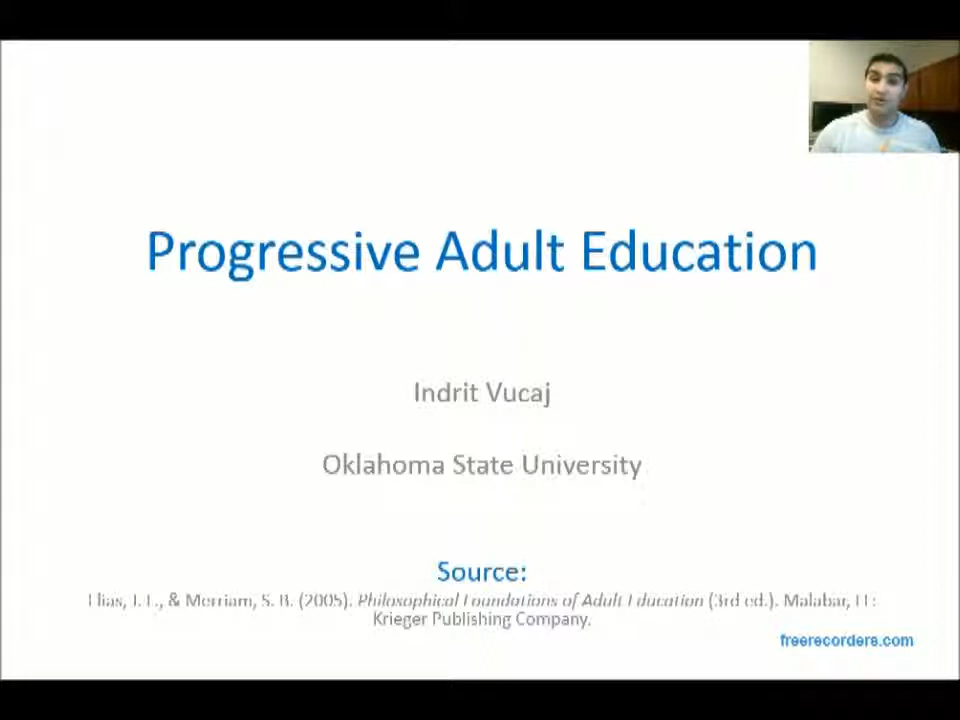 Progressive Adult Education
Indrit Vucaj
Oklahoma State University
Source:
Elias, J. L., & Merriam, S. B. (2005). Philosophical Foundations of Adult Education (3rd ed.). Malabar, FL:
Krieger Publishing Company.
freerecorders.com